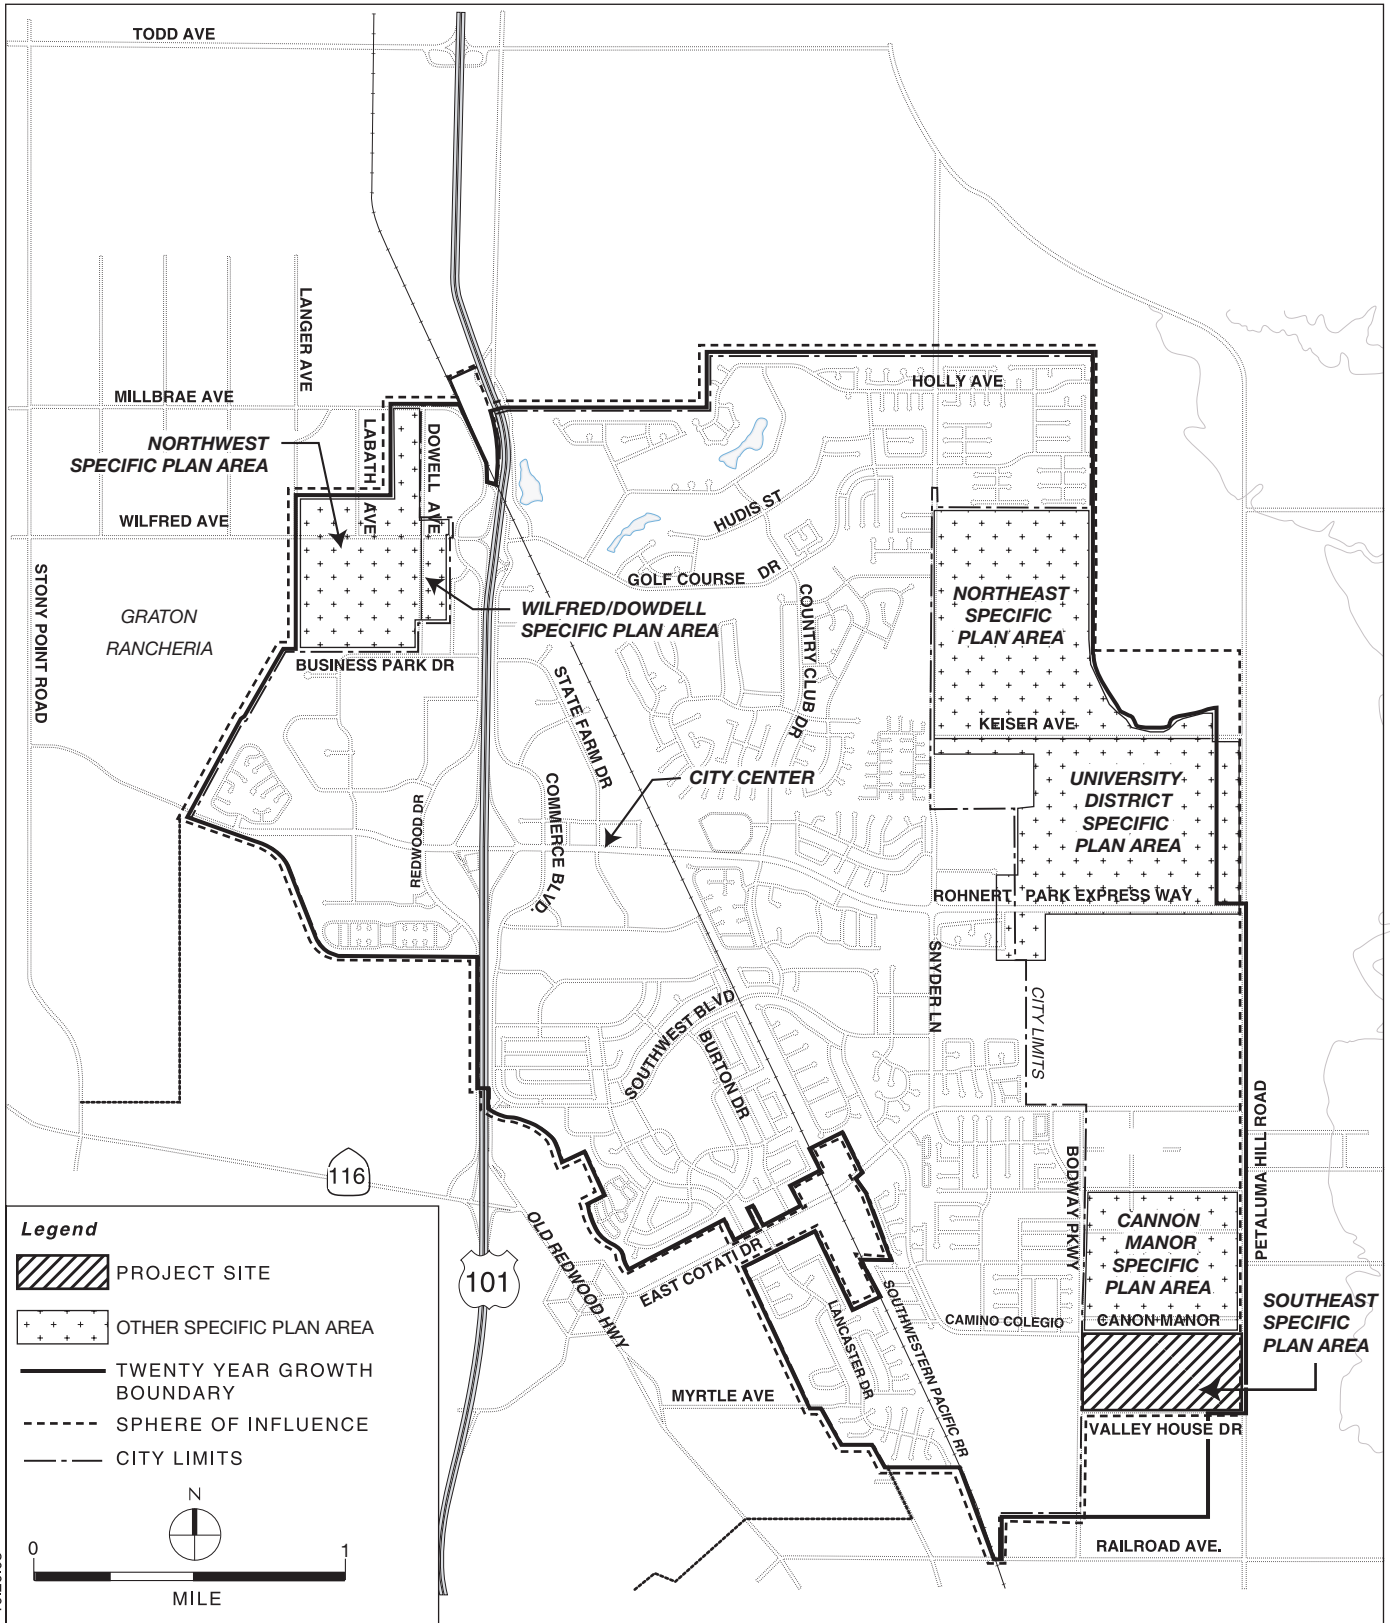 TODD AVE
LANGER AVE
MILLBRAE AVE
HOLLY AVE
NORTHWEST
SPECIFIC PLAN AREA
LABATH AVE
DOWELL AVE
WILFRED AVE
HUDIS ST
GOLF COURSE DR
STONY POINT ROAD
GRATON
RANCHERIA
WILFRED/DOWDELL
SPECIFIC PLAN AREA
COUNTRY CLUB DR
NORTHEAST
SPECIFIC
PLAN AREA
BUSINESS PARK DR
STATE FARM DR
KEISER AVE
CITY CENTER
UNIVERSITY
DISTRICT
SPECIFIC
PLAN AREA
REDWOOD DR
COMMERCE BLVD.
ROHNERT PARK EXPRESS WAY
SNYDER LN
CITY LIMITS
SOUTHWEST BLVD
BURTON DR
PETALUMA HILL ROAD
BODWAY PKWY
116
CANNON
MANOR
SPECIFIC
PLAN AREA
OLD REDWOOD HWY
EAST COTATI DR
101
SOUTHWESTERN PACIFIC RR
LANCASTER DR
CAMINO COLEGIO
CANON MANOR
SOUTHEAST
SPECIFIC
PLAN AREA
MYRTLE AVE
VALLEY HOUSE DR
RAILROAD AVE.
Legend
PROJECT SITE
OTHER SPECIFIC PLAN AREA
TWENTY YEAR GROWTH
BOUNDARY
SPHERE OF INFLUENCE
CITY LIMITS
N
0 1
MILE